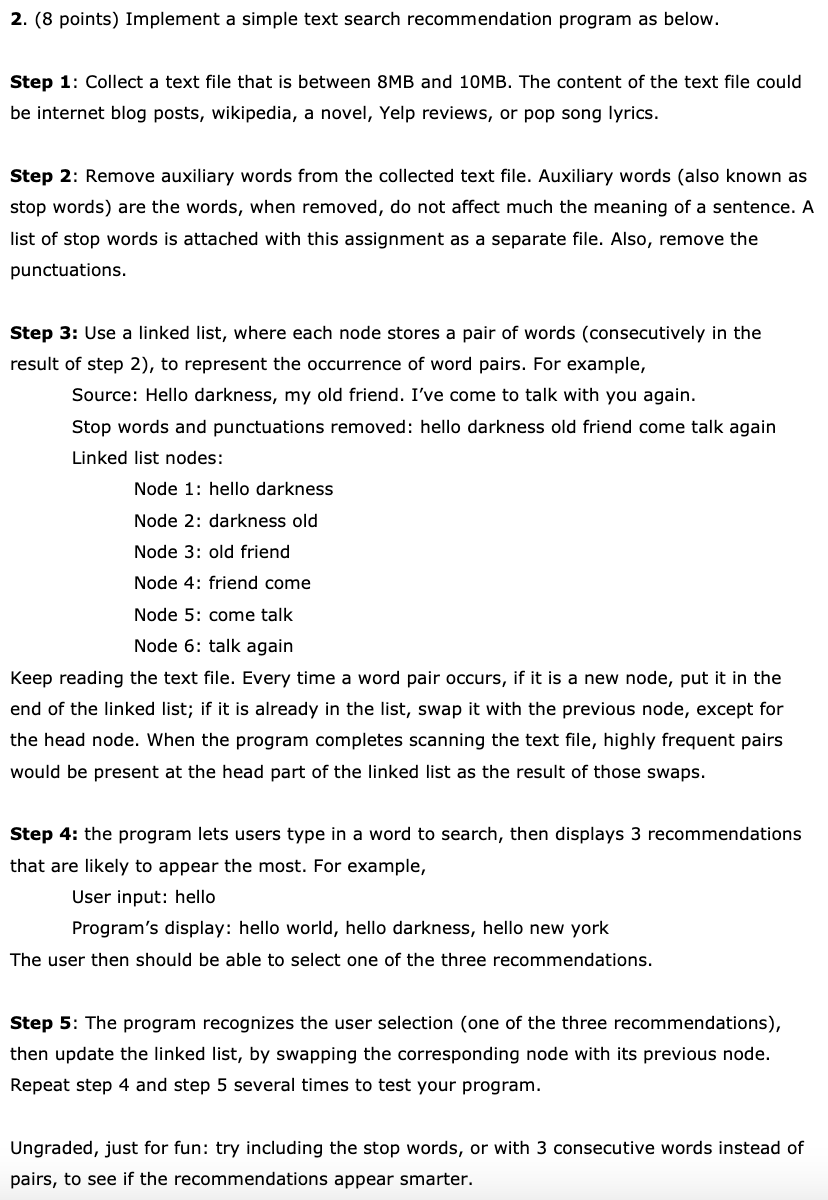 2. (8 points) Implement a simple text search recommendation program as below.
Step 1: Collect a text file that is between 8MB and 10MB. The content of the text file could
be internet blog posts, wikipedia, a novel, Yelp reviews, or pop song lyrics.
Step 2: Remove auxiliary words from the collected text file. Auxiliary words (also known as
stop words) are the words, when removed, do not affect much the meaning of a sentence. A
list of stop words is attached with this assignment as a separate file. Also, remove the
punctuations.
Step 3: Use a linked list, where each node stores a pair of words (consecutively in the
result of step 2), to represent the occurrence of word pairs. For example,
Source: Hello darkness, my old friend. I’ve come to talk with you again.
Stop words and punctuations removed: hello darkness old friend come talk again
Linked list nodes:
Node 1: hello darkness
Node 2: darkness old
Node 3: old friend
Node 4: friend come
Node 5: come talk
Node 6: talk again
Keep reading the text file. Every time a word pair occurs, if it is a new node, put it in the
end of the linked list; if it is already in the list, swap it with the previous node, except for
the head node. When the program completes scanning the text file, highly frequent pairs
would be present at the head part of the linked list as the result of those swaps.
Step 4: the program lets users type in a word to search, then displays 3 recommendations
that are likely to appear the most. For example,
User input: hello
Program’s display: hello world, hello darkness, hello new york
The user then should be able to select one of the three recommendations.
Step 5: The program recognizes the user selection (one of the three recommendations),
then update the linked list, by swapping the corresponding node with its previous node.
Repeat step 4 and step 5 several times to test your program.
Ungraded, just for fun: try including the stop words, or with 3 consecutive words instead of
pairs, to see if the recommendations appear smarter.